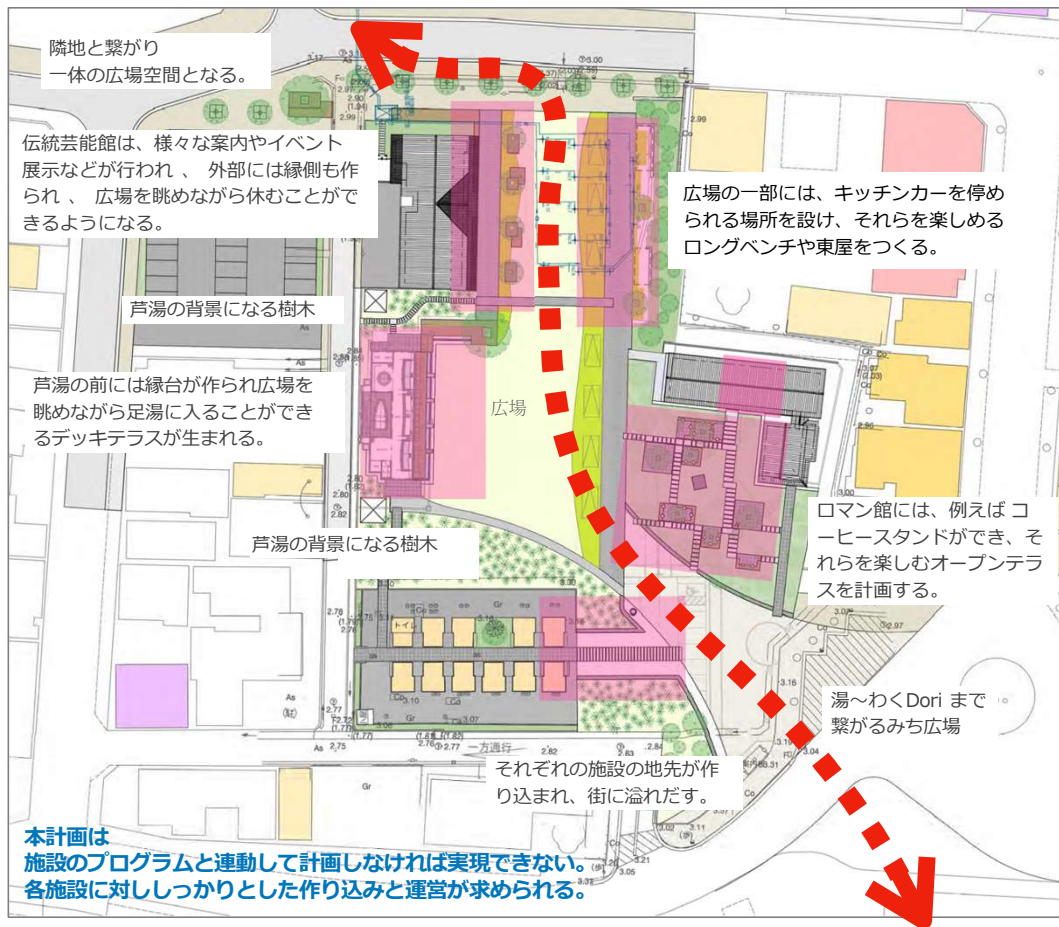 隣地と繋がり
一体の広場空間となる。
伝統芸能館は、様々な案内やイベント
展示などが行われ 、 外部には縁側も作
られ 、 広場を眺めながら休むことがで
きるようになる。
広場の一部には、キッチンカーを停め
られる場所を設け、それらを楽しめる
ロングベンチや東屋をつくる。
芦湯の背景になる樹木
芦湯の前には縁台が作られ広場を
眺めながら足湯に入ることができ
るデッキテラスが生まれる。
広場
ロマン館には、例えば コ
ーヒースタンドができ、そ
れらを楽しむオープンテラ
スを計画する。
芦湯の背景になる樹木
トイレ
湯～わくDori まで
繋がるみち広場
一方通行
それぞれの施設の地先が作
り込まれ、街に溢れだす。
本計画は
施設のプログラムと連動して計画しなければ実現できない。
各施設に対ししっかりとした作り込みと運営が求められる。